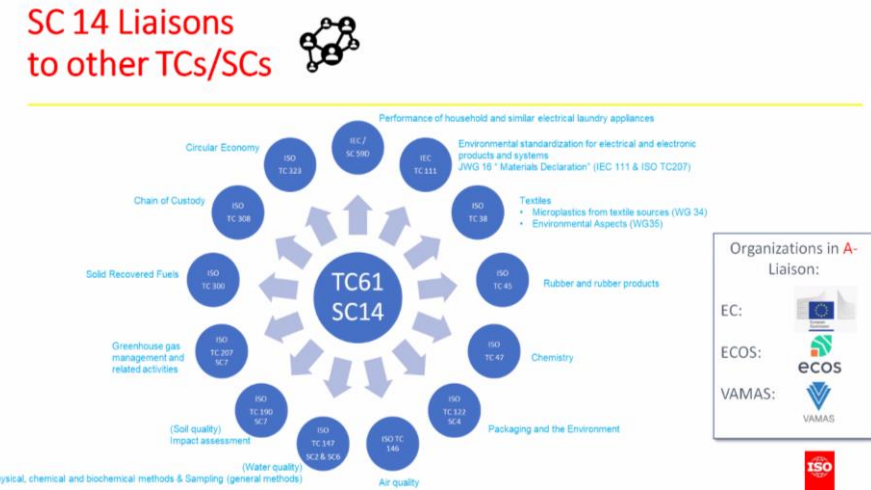 SC 14 Liaisons
to other TCs/SCs
Performance of household and similar electrical laundry appliances
IEC /
SC 59D
Circular Economy
ISO
TC 323
IEC
TC 111
Environmental standardization for electrical and electronic
products and systems
JWG 16 " Materials Declaration" (IEC 111 & ISO TC207)
Chain of Custody
ISO
TC 308
ISO
TC 38
Textiles
• Microplastics from textile sources (WG 34)
• Environmental Aspects (WG35)
Solid Recovered Fuels
ISO
TC 300
TC61
SC14
ISO
TC 45
Rubber and rubber products
Greenhouse gas
management and
related activities
ISO
TC 207
SC7
ISO
TC 47
Chemistry
(Soil quality)
Impact assessment
ISO
TC 190
SC7
ISO
TC 122
SC4
Packaging and the Environment
(Water quality)
ysical, chemical and biochemical methods & Sampling (general methods)
ISO
TC 147
SC2 & SC6
ISO TC
146
Air quality
Organizations in A-
Liaison:
EC:
ECOS:
ecos
VAMAS:
VAMAS
ISO